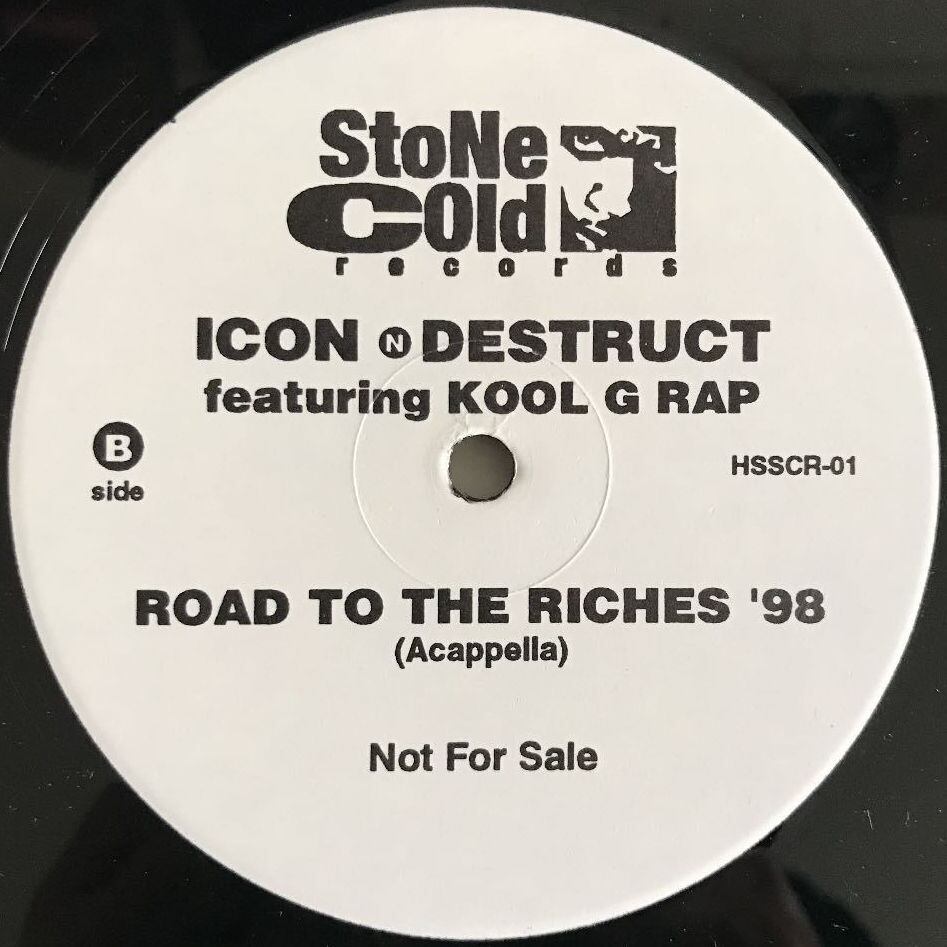 StoNe
Cold
records
ICON N DESTRUCT
featuring KOOL G RAP
B
side
HSSCR-01
ROAD TO THE RICHES '98
(Acappella)
Not For Sale